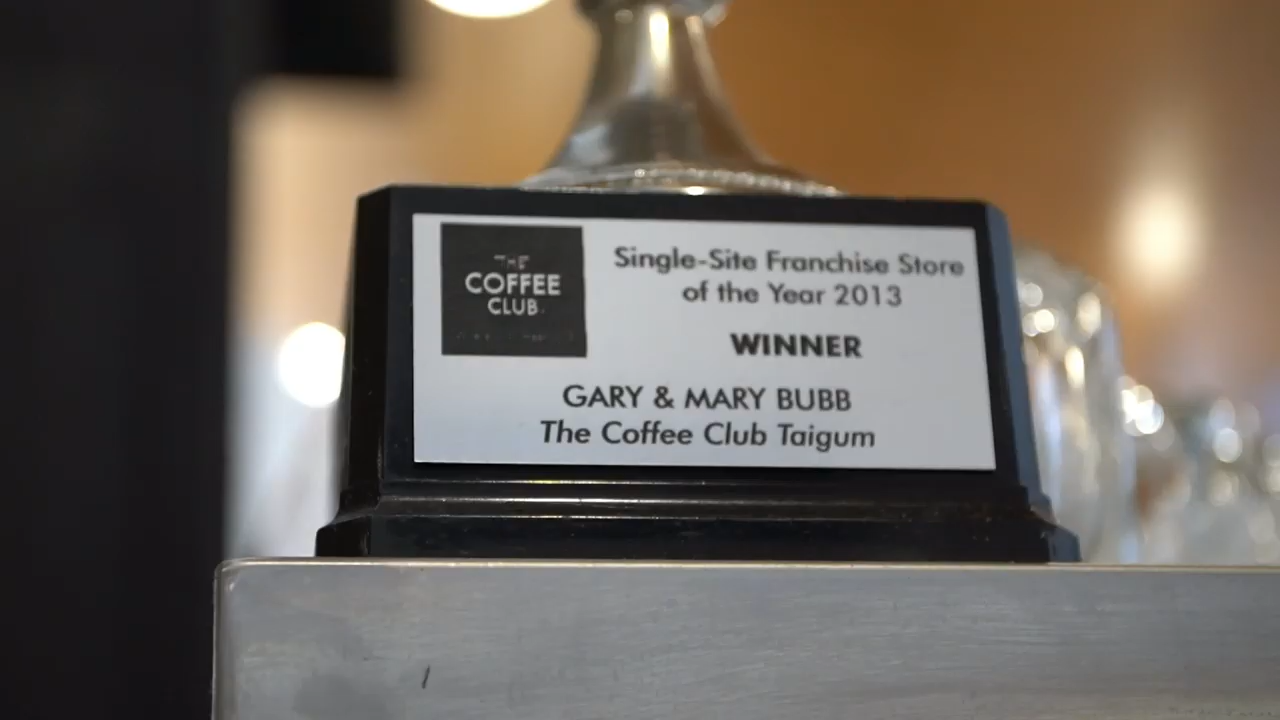 THE
COFFEE
CLUB
Single-Site Franchise Store
of the Year 2013
WINNER
GARY & MARY BUBB
The Coffee Club Taigum